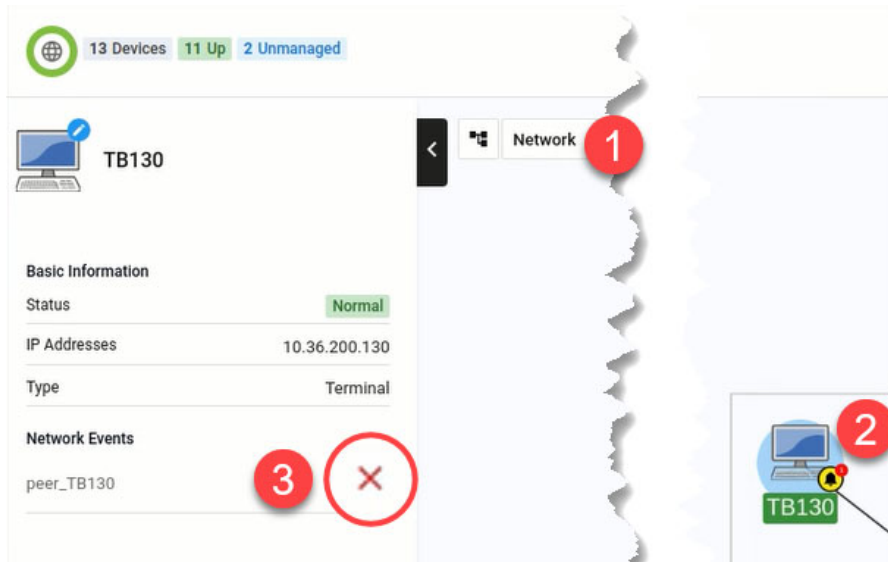 13 Devices 11 Up 2 Unmanaged
TB130
Network 1
Basic Information
Status Normal
IP Addresses 10.36.200.130
Type Terminal
Network Events
peer_TB130 3
2
1
TB130